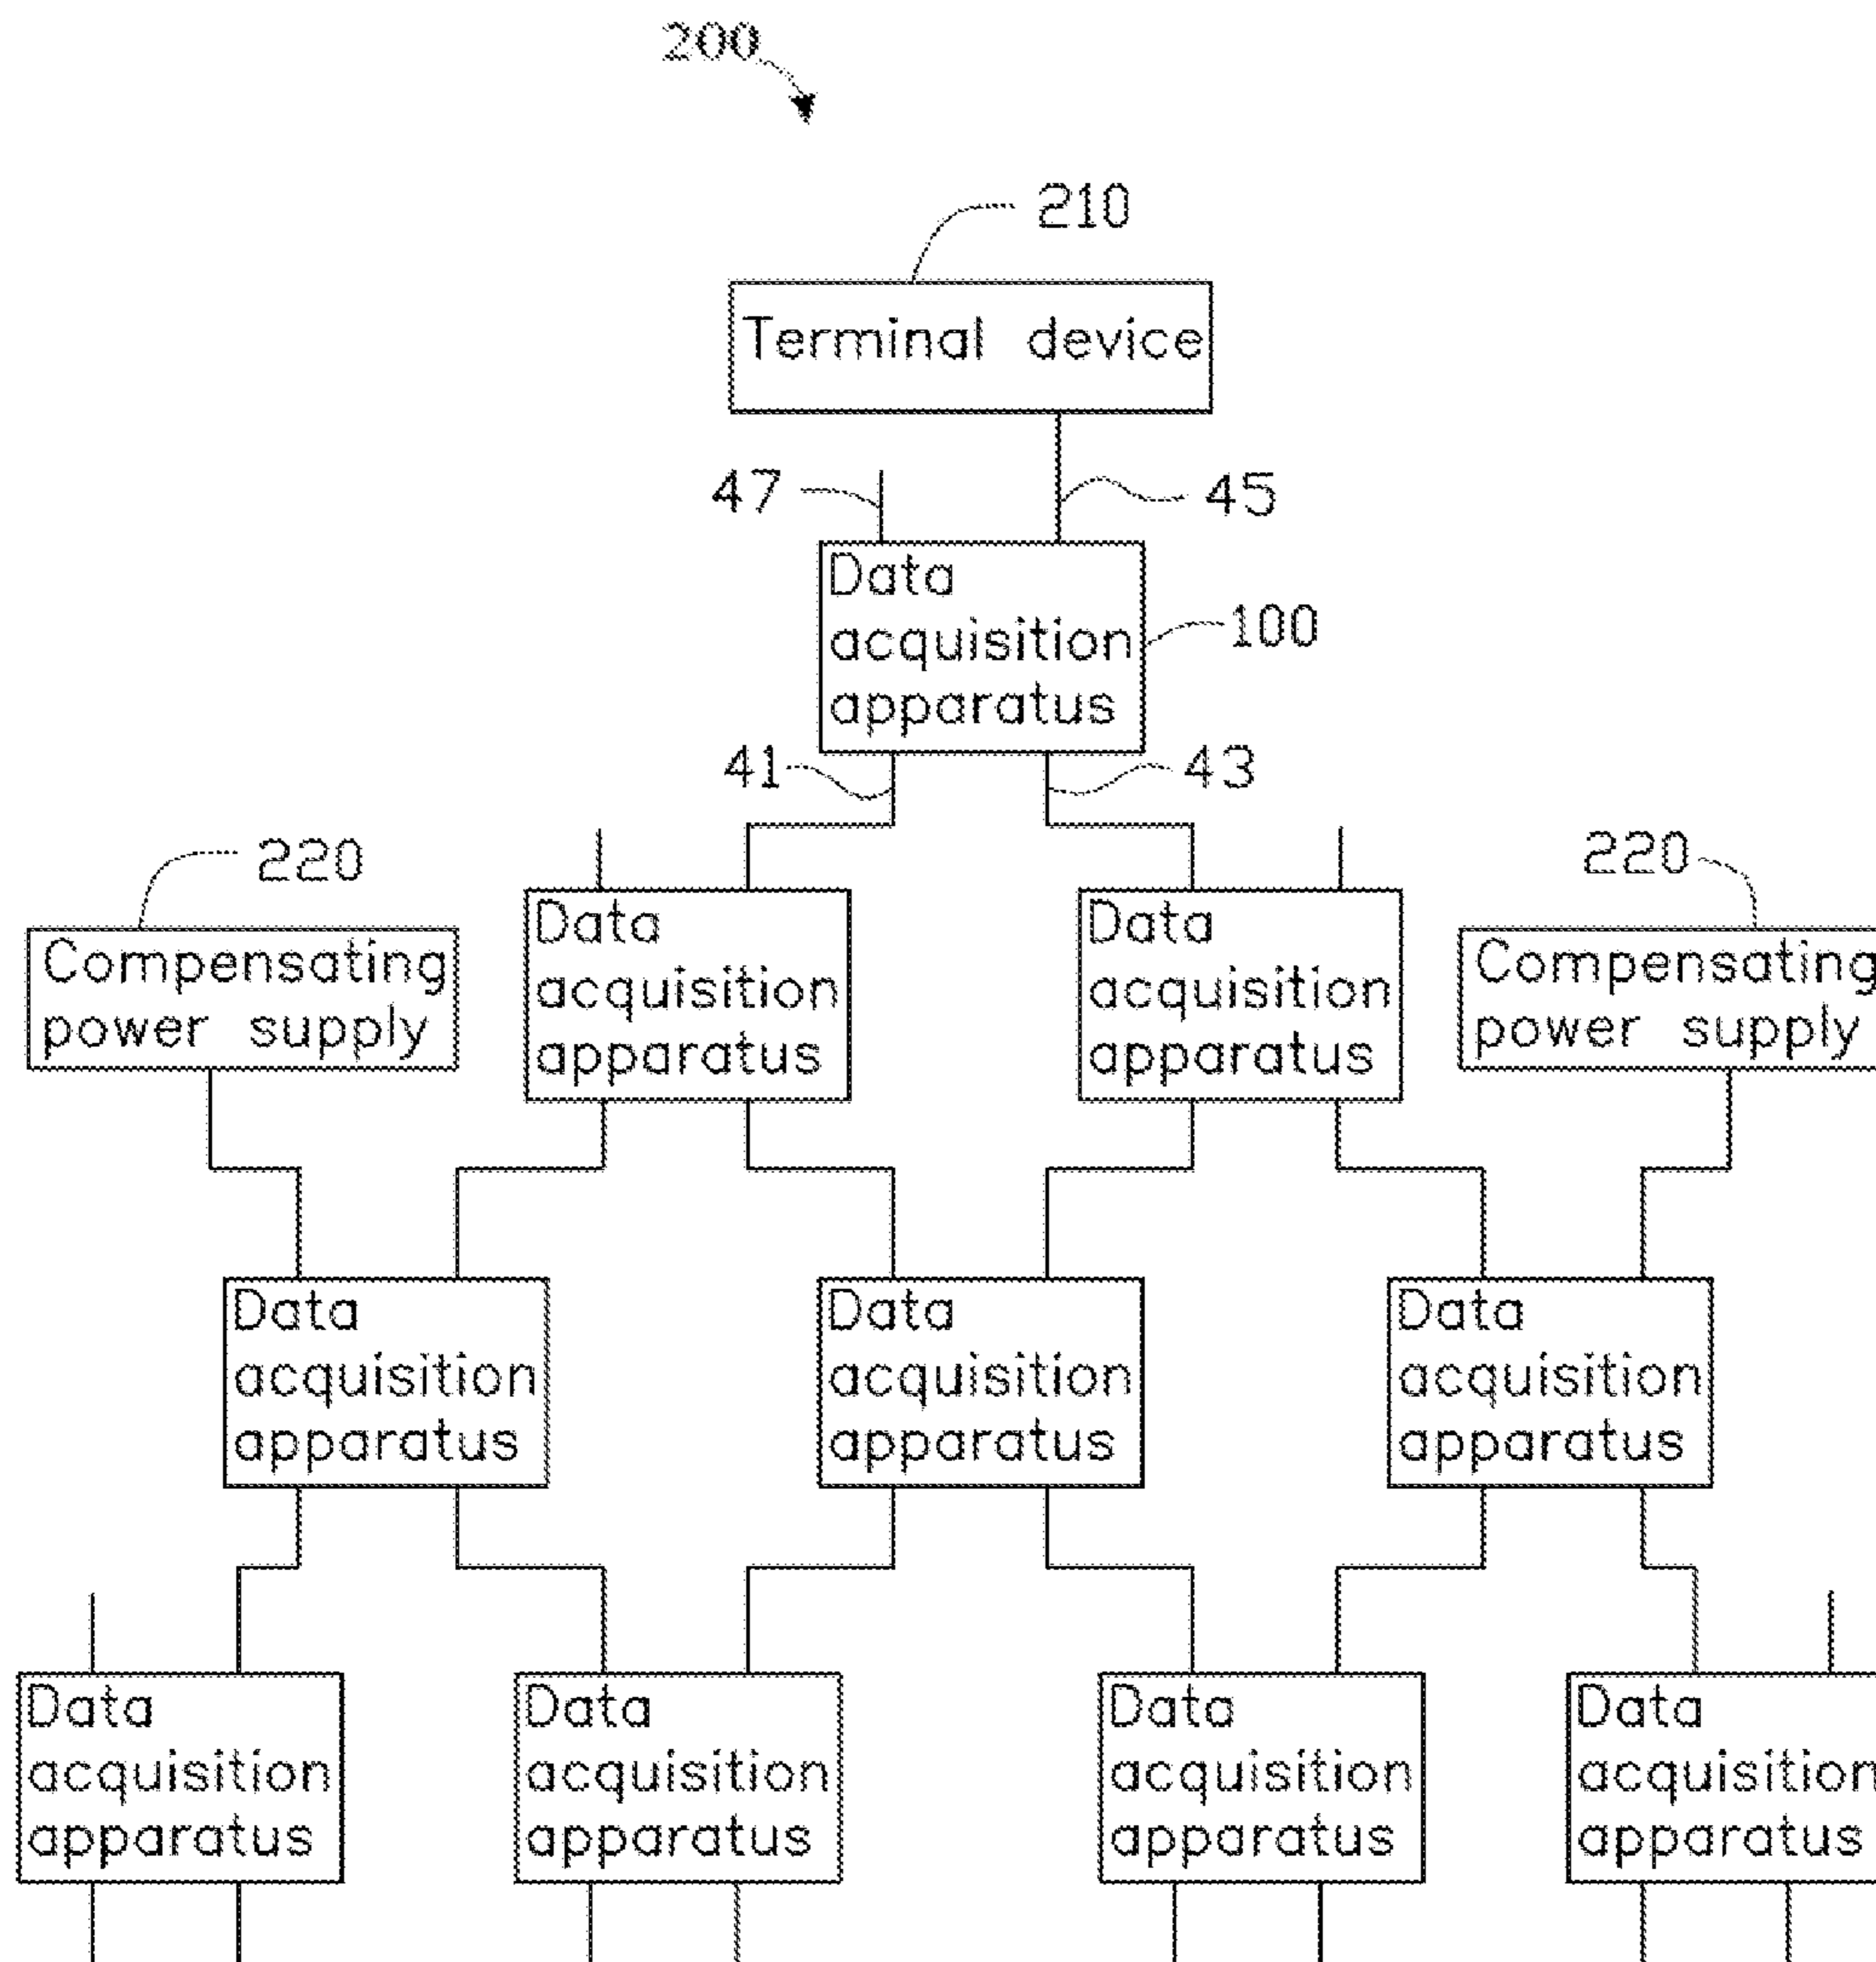 200
210
Terminal device
47
45
Data
acquisition
apparatus
100
41
43
220
220
Compensating
power supply
Data
acquisition
apparatus
Data
acquisition
apparatus
Compensating
power supply
Data
acquisition
apparatus
Data
acquisition
apparatus
Data
acquisition
apparatus
Data
acquisition
apparatus
Data
acquisition
apparatus
Data
acquisition
apparatus
Data
acquisition
apparatus